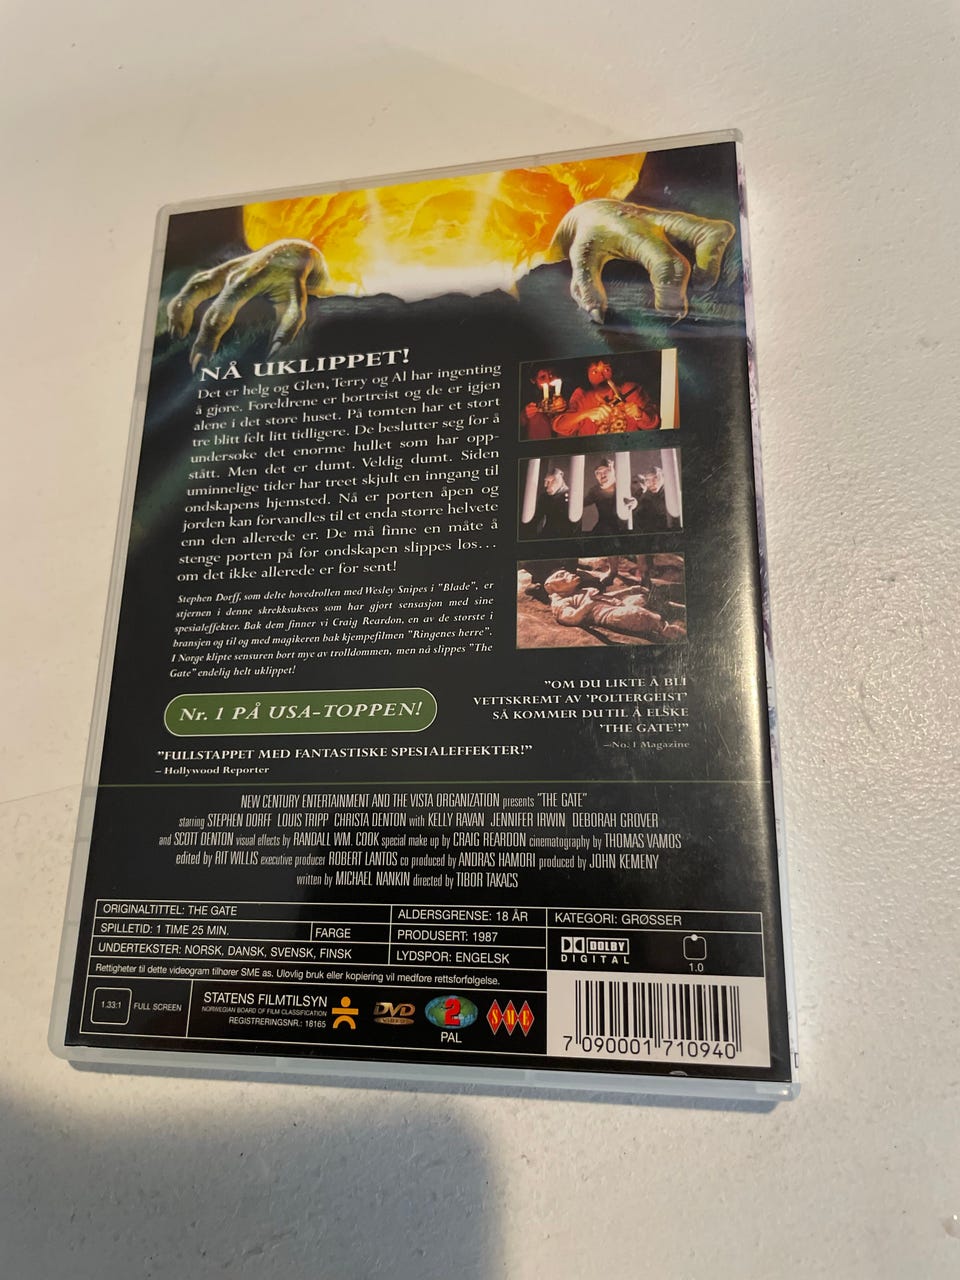 NÅ UKLIPPET!
Det er helg og Glen, Terry og Al har ingenting
å gjøre. Foreldrene er bortreist og de er igjen
alene i det store huset. På tomten har et stort
tre blitt felt litt tidligere. De beslutter seg for å
undersøke det enorme hullet som har opp-
stått. Men det er dumt. Veldig dumt. Siden
uminnelige tider har treet skjult en inngang til
ondskapens hjemsted. Nå er porten åpen og
jorden kan forvandles til et enda større helvete
enn den allerede er. De må finne en måte å
stenge porten på før ondskapen slippes løs...
om det ikke allerede er for sent!
Stephen Dorff, som delte hovedrollen med Wesley Snipes i "Blade", er
stjernen i denne skrekksuksess som har gjort sensasjon med sine
spesialeffekter. Bak dem finner vi Craig Reardon, en av de største i
bransjen og til og med magikeren bak kjempefilmen "Ringenes herre".
I Norge klipte sensuren bort mye av trolldommen, men nå slippes "The
Gate" endelig helt uklippet!
Nr. 1 PÅ USA-TOPPEN!
"FULLSTAPPET MED FANTASTISKE SPESIALEFFEKTER!"
– Hollywood Reporter
"OM DU LIKTE Å BLI
VETTSKREMT AV 'POLTERGEIST'
SÅ KOMMER DU TIL Å ELSKE
'THE GATE'!"
–No. 1 Magazine
NEW CENTURY ENTERTAINMENT AND THE VISTA ORGANIZATION presents "THE GATE"
starring STEPHEN DORFF LOUIS TRIPP CHRISTA DENTON with KELLY RAVAN JENNIFER IRWIN DEBORAH GROVER
and SCOTT DENTON visual effects by RANDALL WM. COOK special make up by CRAIG REARDON cinematography by THOMAS VAMOS
edited by RIT WILLIS executive producer ROBERT LANTOS co produced by ANDRAS HAMORI produced by JOHN KEMENY
written by MICHAEL NANKIN directed by TIBOR TAKACS
ORIGINALTITTEL: THE GATE
SPILLETID: 1 TIME 25 MIN.
FARGE
UNDERTEKSTER: NORSK, DANSK, SVENSK, FINSK
ALDERSGRENSE: 18 ÅR
PRODUSERT: 1987
LYDSPOR: ENGELSK
KATEGORI: GRØSSER
DOLBY
DIGITAL
1.0
Rettigheter til dette videogram tilhører SME as. Ulovlig bruk eller kopiering vil medføre rettsforfølgelse.
1.33:1
FULL SCREEN
STATENS FILMTILSYN
NORWEGIAN BOARD OF FILM CLASSIFICATION
REGISTRERINGSNR.: 18165
DVD
VIDEO
2
PAL
SME
7 090001 710940